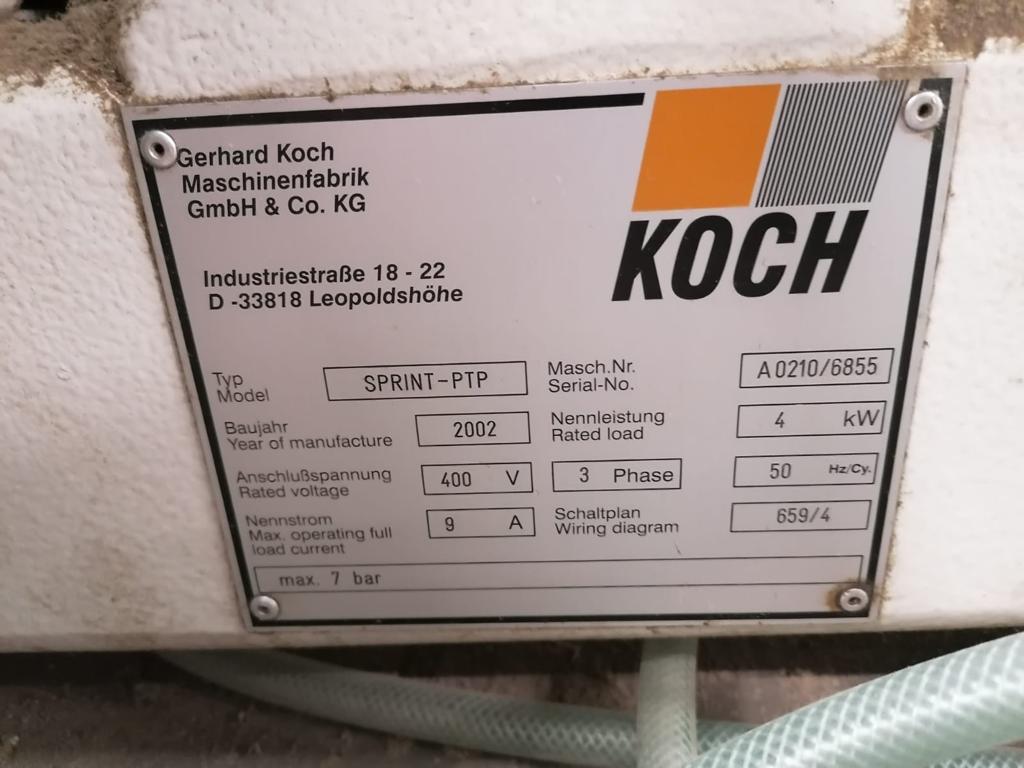 Gerhard Koch
Maschinenfabrik
GmbH & Co. KG
Industriestraße 18 - 22
D -33818 Leopoldshöhe
KOCH
Typ
Model
SPRINT-PTP
Masch.Nr.
Serial-No.
A0210/6855
Baujahr
Year of manufacture
2002
Nennleistung
Rated load
4 kW
Anschlußspannung
Rated voltage
400 V
3 Phase
50 Hz/Cy.
Nennstrom
Max. operating full
load current
9 A
Schaltplan
Wiring diagram
659/4
max. 7 bar